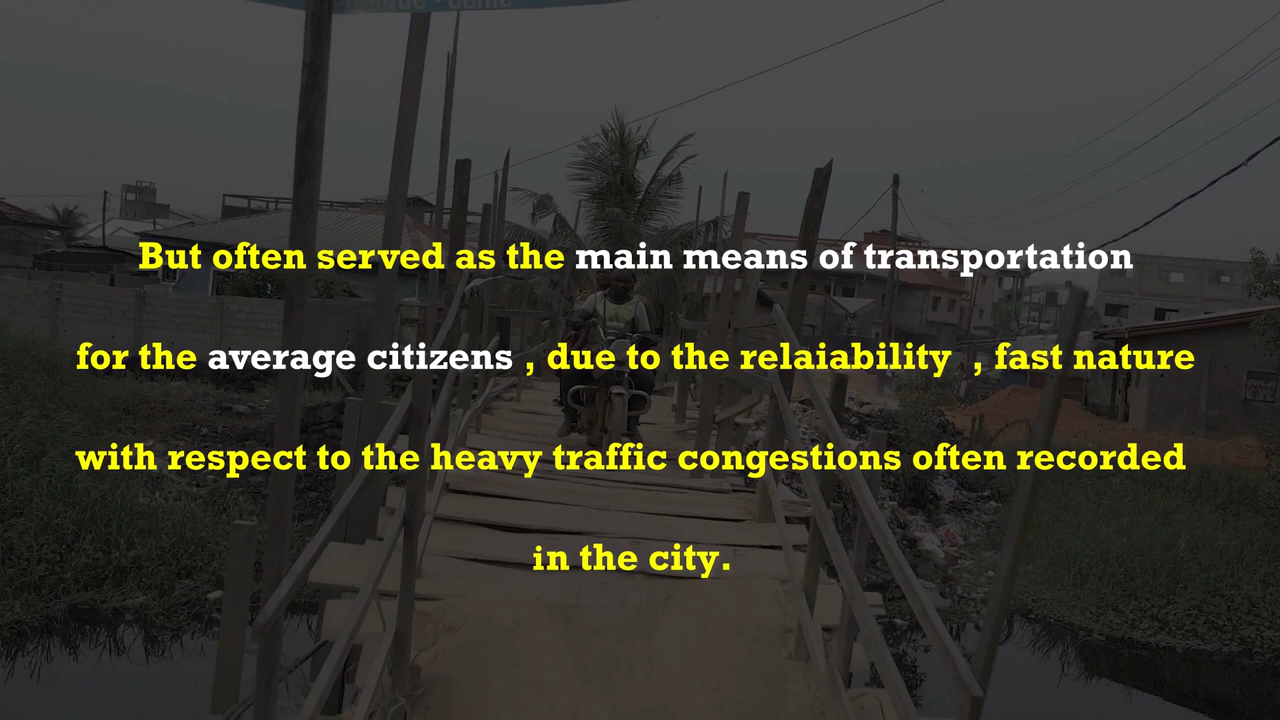 But often served as the main means of transportation
for the average citizens , due to the relaiability , fast nature
with respect to the heavy traffic congestions often recorded
in the city.